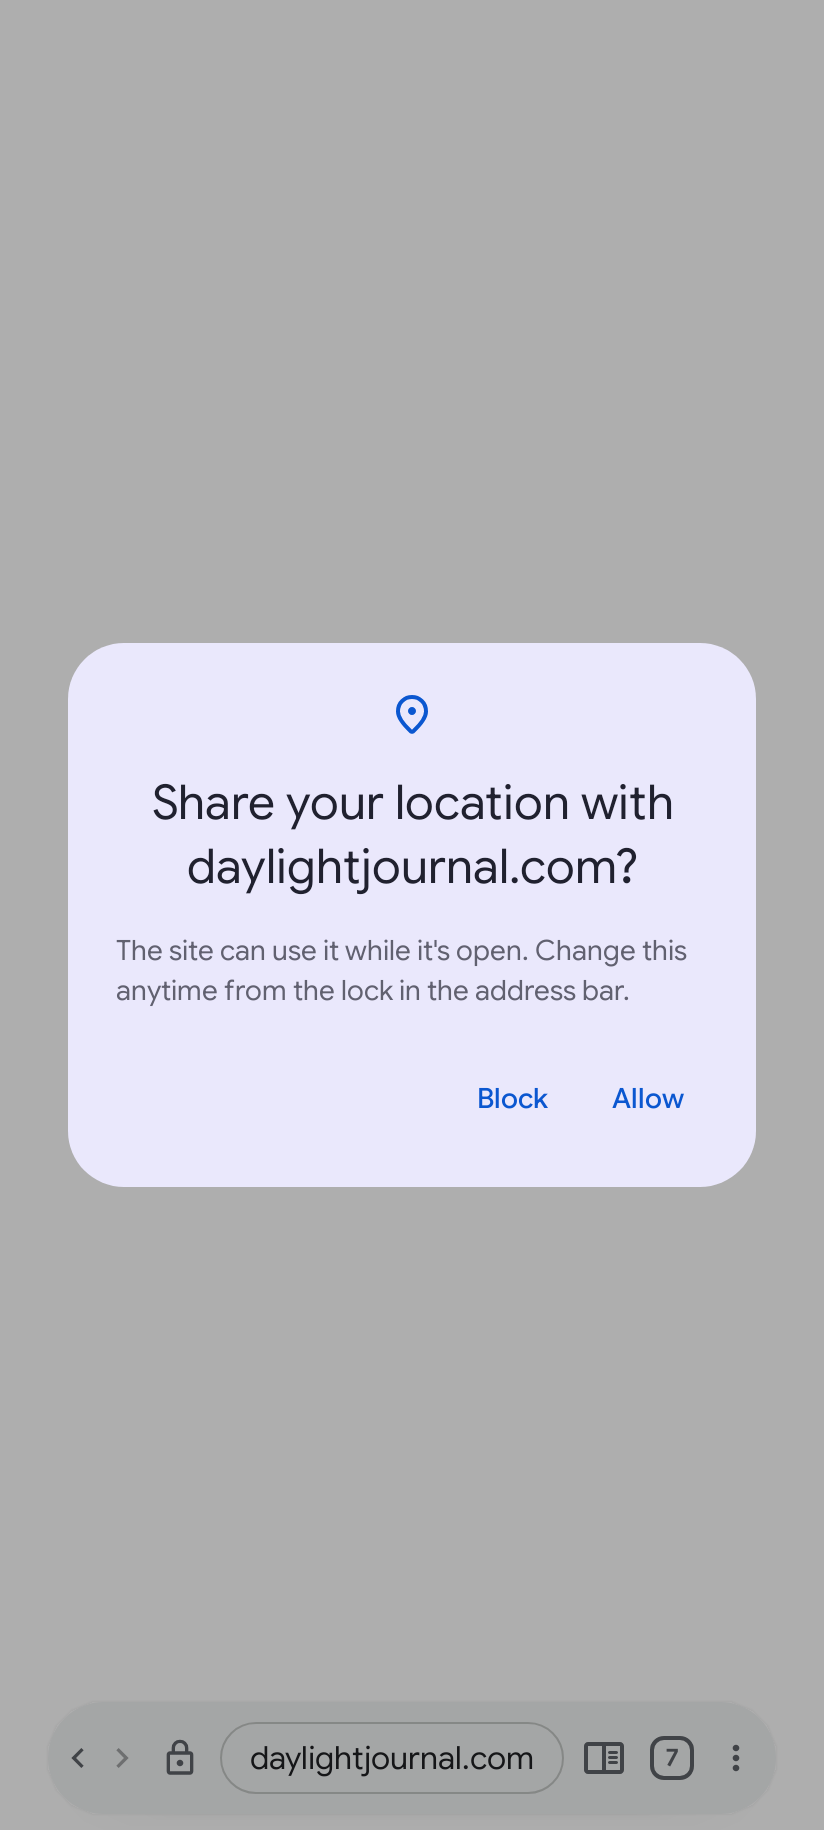 Share your location with
daylightjournal.com?
The site can use it while it's open. Change this
anytime from the lock in the address bar.
Block Allow
daylightjournal.com 7